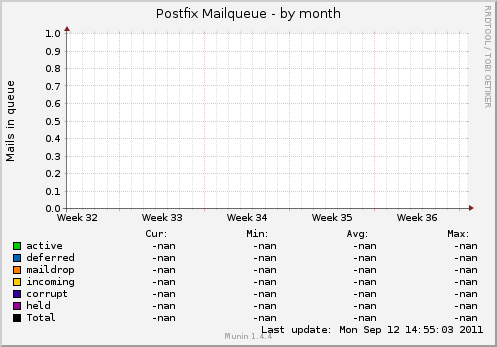 Postfix Mailqueue - by month
RRDTOOL / TOBI OETIKER
Mails in queue
1.0
0.9
0.8
0.7
0.6
0.5
0.4
0.3
0.2
0.1
0.0
Week 32 Week 33 Week 34 Week 35 Week 36
Cur: Min: Avg: Max:
active -nan -nan -nan -nan
deferred -nan -nan -nan -nan
maildrop -nan -nan -nan -nan
incoming -nan -nan -nan -nan
corrupt -nan -nan -nan -nan
held -nan -nan -nan -nan
Total -nan -nan -nan -nan
Last update: Mon Sep 12 14:55:03 2011
Munin 1.4.4